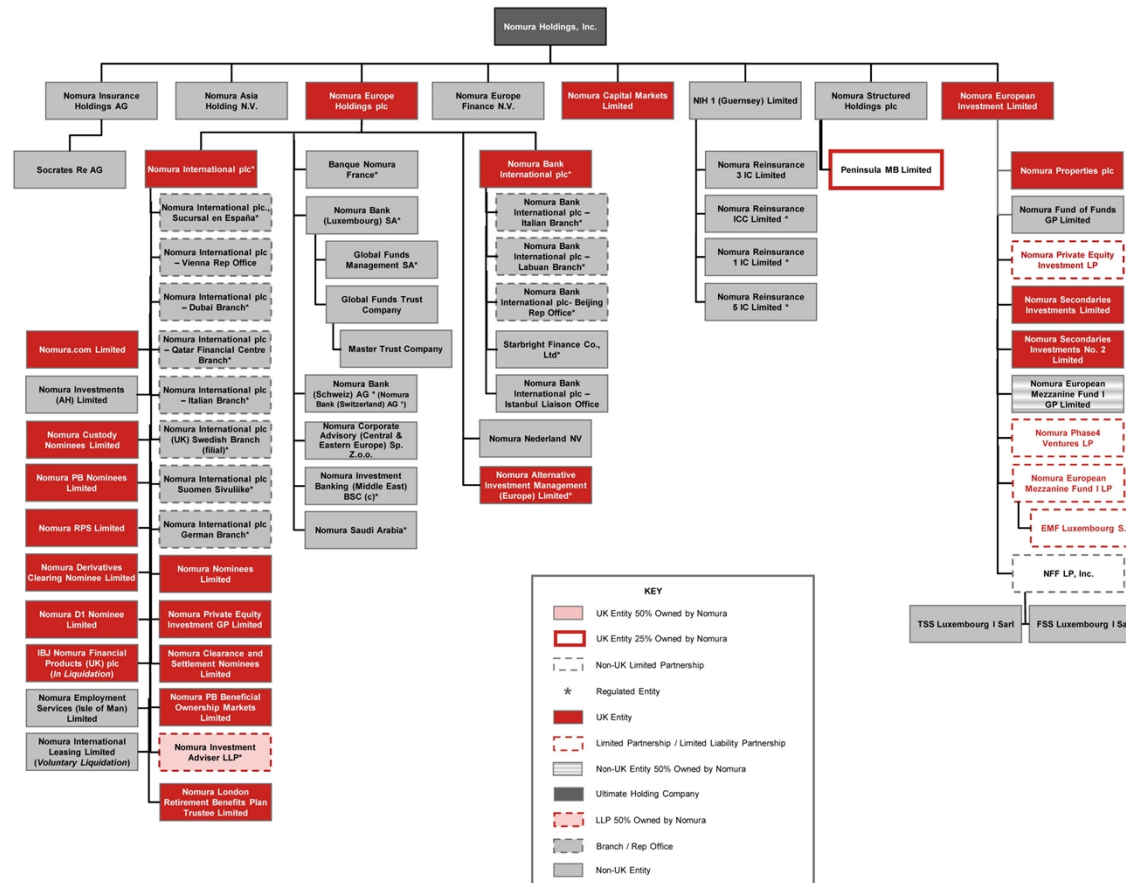 Nomura Holdings, Inc.
Nomura Insurance
Holdings AG
Nomura Asia
Holding N.V.
Nomura Europe
Holdings plc
Nomura Europe
Finance N.V.
Nomura Capital Markets
Limited
NIH 1 (Guernsey) Limited
Nomura Structured
Holdings plc
Nomura European
Investment Limited
Socrates Re AG
Nomura International plc*
Nomura International plc.,
Sucursal en España*
Nomura International plc
– Vienna Rep Office
Nomura International plc
– Dubai Branch*
Nomura International plc
– Qatar Financial Centre
Branch*
Nomura International plc
– Italian Branch*
Nomura International plc
(UK) Swedish Branch
(filial)*
Nomura International plc
Suomen Sivuliike*
Nomura International plc
German Branch*
Nomura Nominees
Limited
Nomura Private Equity
Investment GP Limited
Nomura Clearance and
Settlement Nominees
Limited
Nomura PB Beneficial
Ownership Markets
Limited
Nomura Investment
Adviser LLP*
Nomura London
Retirement Benefits Plan
Trustee Limited
Nomura.com Limited
Nomura Investments
(AH) Limited
Nomura Custody
Nominees Limited
Nomura PB Nominees
Limited
Nomura RPS Limited
Nomura Derivatives
Clearing Nominee Limited
Nomura D1 Nominee
Limited
IBJ Nomura Financial
Products (UK) plc
(In Liquidation)
Nomura Employment
Services (Isle of Man)
Limited
Nomura International
Leasing Limited
(Voluntary Liquidation)
Banque Nomura
France*
Nomura Bank
(Luxembourg) SA*
Global Funds
Management SA*
Global Funds Trust
Company
Master Trust Company
Nomura Bank
(Schweiz) AG * (Nomura
Bank (Switzerland) AG *)
Nomura Corporate
Advisory (Central &
Eastern Europe) Sp.
Z.o.o.
Nomura Investment
Banking (Middle East)
BSC (c)*
Nomura Saudi Arabia*
Nomura Bank
International plc*
Nomura Bank
International plc –
Italian Branch*
Nomura Bank
International plc –
Labuan Branch*
Nomura Bank
International plc- Beijing
Rep Office*
Starbright Finance Co.,
Ltd*
Nomura Bank
International plc –
Istanbul Liaison Office
Nomura Nederland NV
Nomura Alternative
Investment Management
(Europe) Limited*
Nomura Reinsurance
3 IC Limited
Nomura Reinsurance
ICC Limited *
Nomura Reinsurance
1 IC Limited *
Nomura Reinsurance
5 IC Limited *
Peninsula MB Limited
Nomura Properties plc
Nomura Fund of Funds
GP Limited
Nomura Private Equity
Investment LP
Nomura Secondaries
Investments Limited
Nomura Secondaries
Investments No. 2
Limited
Nomura European
Mezzanine Fund I
GP Limited
Nomura Phase4
Ventures LP
Nomura European
Mezzanine Fund I LP
EMF Luxembourg S.
NFF LP, Inc.
TSS Luxembourg I Sarl
FSS Luxembourg I Sa
KEY
UK Entity 50% Owned by Nomura
UK Entity 25% Owned by Nomura
Non-UK Limited Partnership
* Regulated Entity
UK Entity
Limited Partnership / Limited Liability Partnership
Non-UK Entity 50% Owned by Nomura
Ultimate Holding Company
LLP 50% Owned by Nomura
Branch / Rep Office
Non-UK Entity